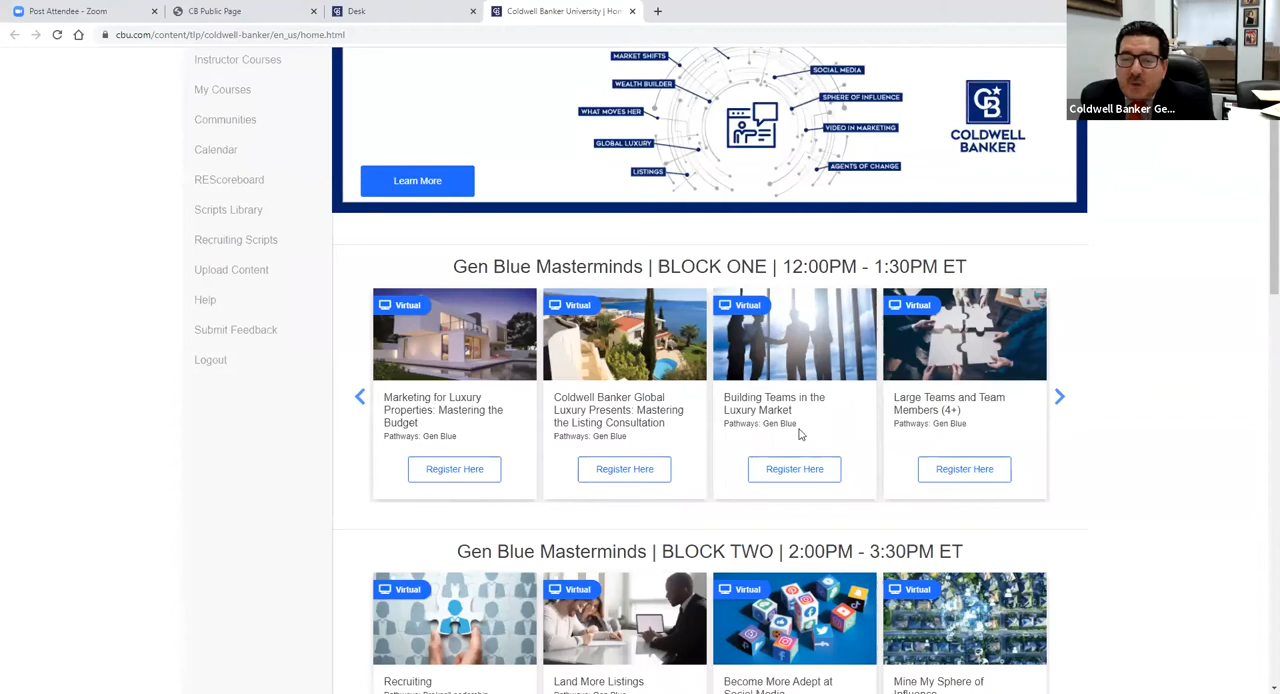 Post Attendee - Zoom
CB Public Page
Desk
Coldwell Banker University | Hon
cbu.com/content/tlp/coldwell-banker/en_us/home.html
Coldwell Banker Ge...
Instructor Courses
My Courses
Communities
Calendar
REScoreboard
Scripts Library
Recruiting Scripts
Upload Content
Help
Submit Feedback
Logout
MARKET SHIFTS
WEALTH BUILDER
WHAT MOVES HER
GLOBAL LUXURY
LISTINGS
SOCIAL MEDIA
SPHERE OF INFLUENCE
VIDEO IN MARKETING
AGENTS OF CHANGE
CB
COLDWELL
BANKER
Learn More
Gen Blue Masterminds | BLOCK ONE | 12:00PM - 1:30PM ET
Virtual
Marketing for Luxury
Properties: Mastering the
Budget
Pathways: Gen Blue
Register Here
Virtual
Coldwell Banker Global
Luxury Presents: Mastering
the Listing Consultation
Pathways: Gen Blue
Register Here
Virtual
Building Teams in the
Luxury Market
Pathways: Gen Blue
Register Here
Virtual
Large Teams and Team
Members (4+)
Pathways: Gen Blue
Register Here
Gen Blue Masterminds | BLOCK TWO | 2:00PM - 3:30PM ET
Virtual
Recruiting
Virtual
Land More Listings
Pathways: Gen Blue
Virtual
Become More Adept at
Social Media
Virtual
Mine My Sphere of
Influence